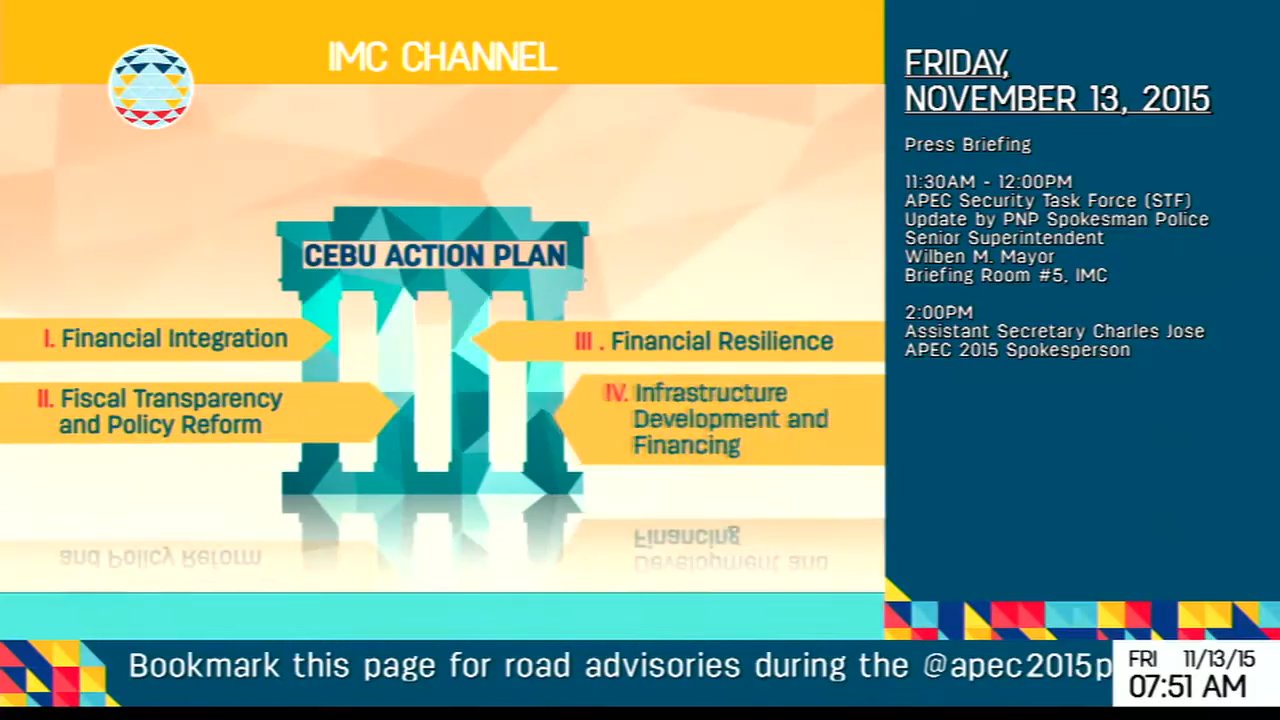 IMC CHANNEL
CEBU ACTION PLAN
I. Financial Integration
II. Fiscal Transparency
and Policy Reform
III . Financial Resilience
IV. Infrastructure
Development and
Financing
FRIDAY,
NOVEMBER 13, 2015
Press Briefing
11:30AM - 12:00PM
APEC Security Task Force (STF)
Update by PNP Spokesman Police
Senior Superintendent
Wilben M. Mayor
Briefing Room #5, IMC
2:00PM
Assistant Secretary Charles Jose
APEC 2015 Spokesperson
Bookmark this page for road advisories during the @apec2015p
FRI 11/13/15
07:51 AM